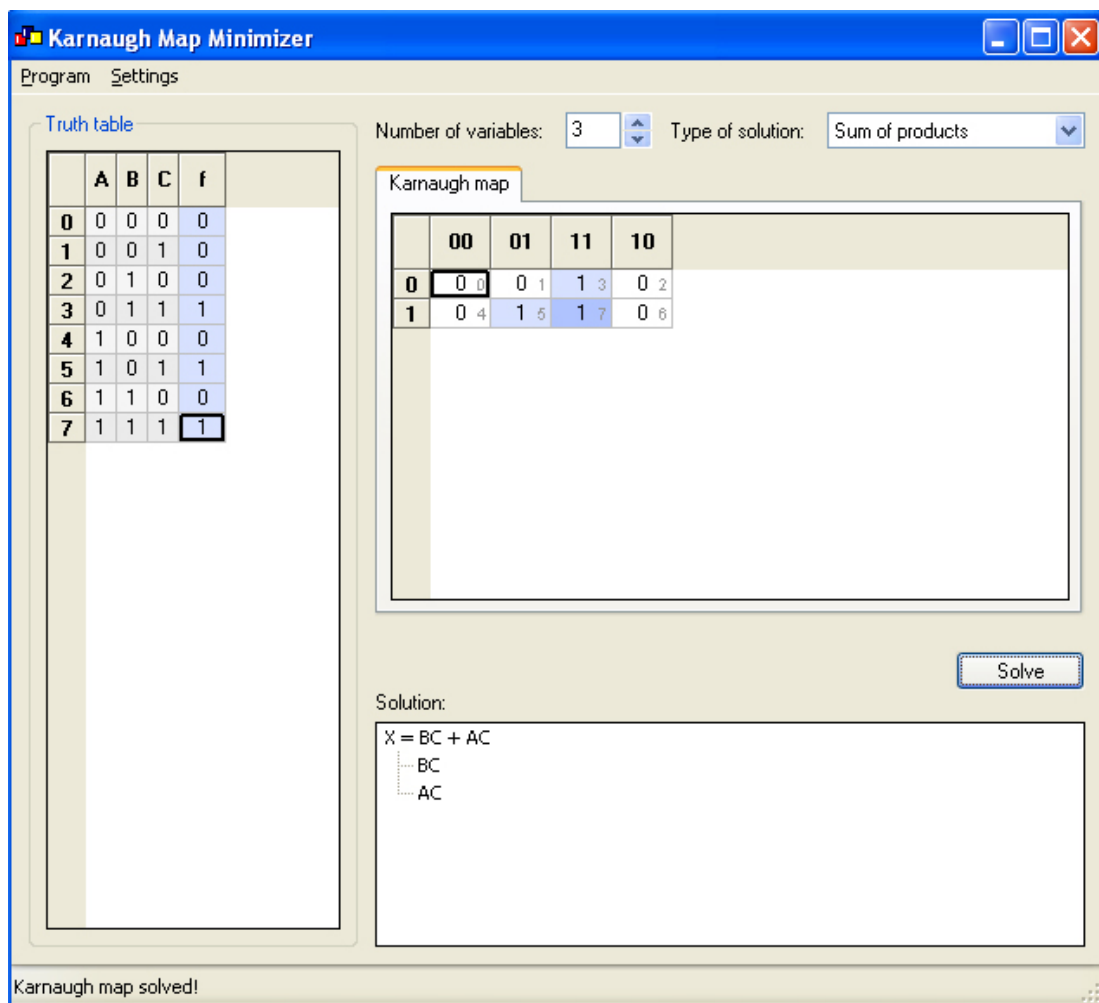 Karnaugh Map Minimizer
Program Settings
Truth table
A B C f
0 0 0 0 0
1 0 0 1 0
2 0 1 0 0
3 0 1 1 1
4 1 0 0 0
5 1 0 1 1
6 1 1 0 0
7 1 1 1 1
Number of variables: 3 Type of solution: Sum of products
Karnaugh map
00 01 11 10
0 0 0 0 1 1 3 0 2
1 0 4 1 5 1 7 0 6
Solve
Solution:
X = BC + AC
BC
AC
Karnaugh map solved!